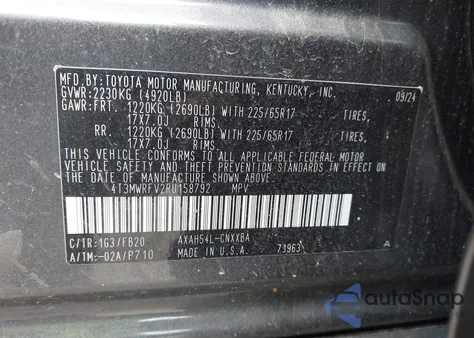 MFD.BY:TOYOTA MOTOR MANUFACTURING, KENTUCKY, INC.
GVWR:2230KG (4920LB) 09/24
GAWR:FRT. 1220KG (2690LB) WITH 225/65R17 TIRES,
17X7.0J RIMS,
RR. 1220KG (2690LB) WITH 225/65R17 TIRES,
17X7.0J RIMS.
THIS VEHICLE CONFORMS TO ALL APPLICABLE FEDERAL MOTOR
VEHICLE SAFETY AND THEFT PREVENTION STANDARDS IN EFFECT
ON THE DATE OF MANUFACTURE SHOWN ABOVE.
4T3MWRFV2RU158792 MPV
C/TR:1G3/FB20 AXAH54L-CNXXBA A
A/TM:-02A/P710 MADE IN U.S.A. 73963
autoSnap